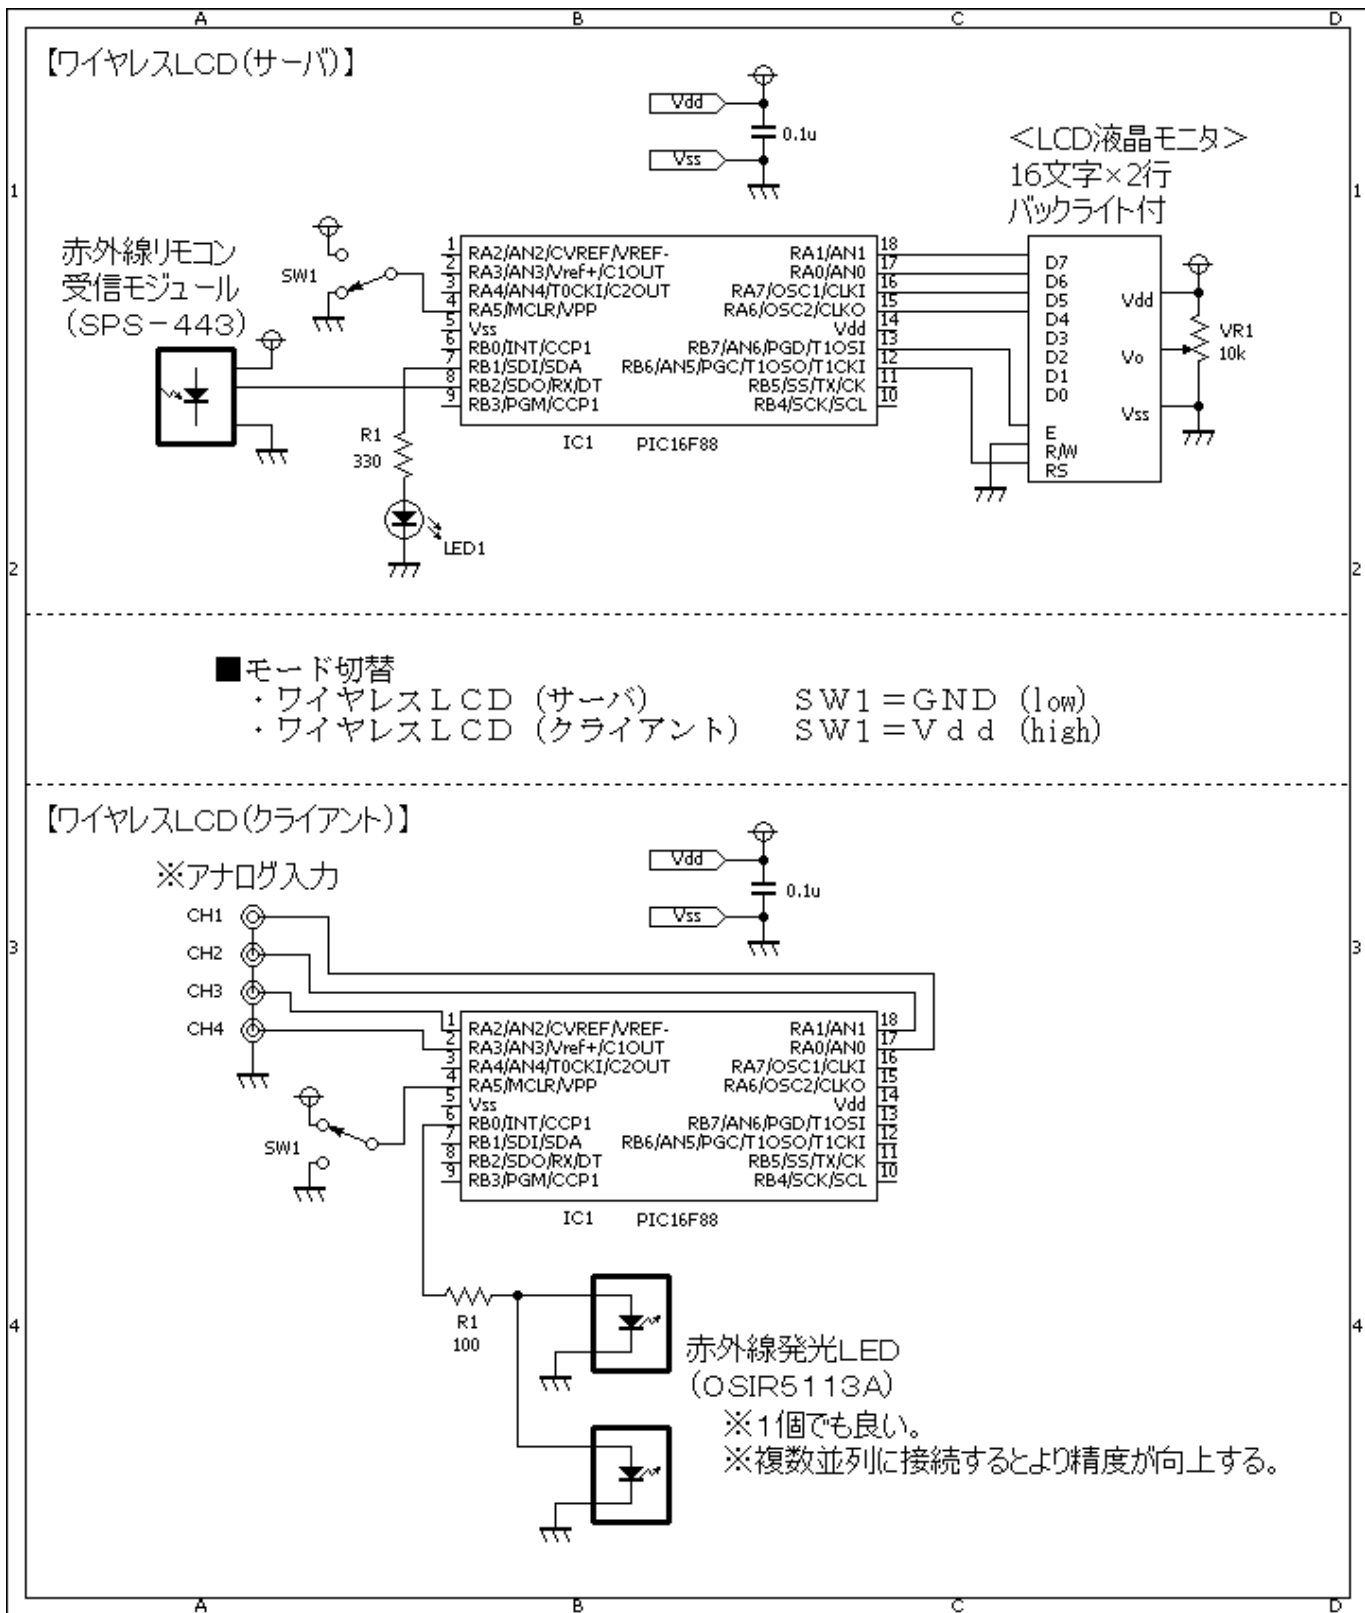 A B C D
【ワイヤレスLCD(サーバ)】
Vdd
0.1u
Vss
＜LCD液晶モニタ＞
16文字×2行
バックライト付
1 1
赤外線リモコン
受信モジュール
(SPS-443)
SW1
1 RA2/AN2/CVREF/VREF- RA1/AN1 18
2 RA3/AN3/Vref+/C1OUT RA0/AN0 17
3 RA4/AN4/T0CKI/C2OUT RA7/OSC1/CLKI 16
4 RA5/MCLR/VPP RA6/OSC2/CLKO 15
5 Vss Vdd 14
6 RB0/INT/CCP1 RB7/AN6/PGD/T1OSI 13
7 RB1/SDI/SDA RB6/AN5/PGC/T1OSO/T1CKI 12
8 RB2/SDO/RX/DT RB5/SS/TX/CK 11
9 RB3/PGM/CCP1 RB4/SCK/SCL 10
IC1 PIC16F88
D7
D6
D5
D4
D3
D2
D1
D0
E
R/W
RS
Vdd
Vo
Vss
VR1
10k
R1
330
LED1
2 2
■モード切替
・ワイヤレスＬＣＤ（サーバ） ＳＷ１＝ＧＮＤ (low)
・ワイヤレスＬＣＤ（クライアント） ＳＷ１＝Ｖｄｄ (high)
【ワイヤレスLCD(クライアント)】
※アナログ入力
Vdd
0.1u
Vss
CH1
CH2
CH3
CH4
3 3
SW1
1 RA2/AN2/CVREF/VREF- RA1/AN1 18
2 RA3/AN3/Vref+/C1OUT RA0/AN0 17
3 RA4/AN4/T0CKI/C2OUT RA7/OSC1/CLKI 16
4 RA5/MCLR/VPP RA6/OSC2/CLKO 15
5 Vss Vdd 14
6 RB0/INT/CCP1 RB7/AN6/PGD/T1OSI 13
7 RB1/SDI/SDA RB6/AN5/PGC/T1OSO/T1CKI 12
8 RB2/SDO/RX/DT RB5/SS/TX/CK 11
9 RB3/PGM/CCP1 RB4/SCK/SCL 10
IC1 PIC16F88
R1
100
4 4
赤外線発光LED
(OSIR5113A)
※1個でも良い。
※複数並列に接続するとより精度が向上する。
A B C D